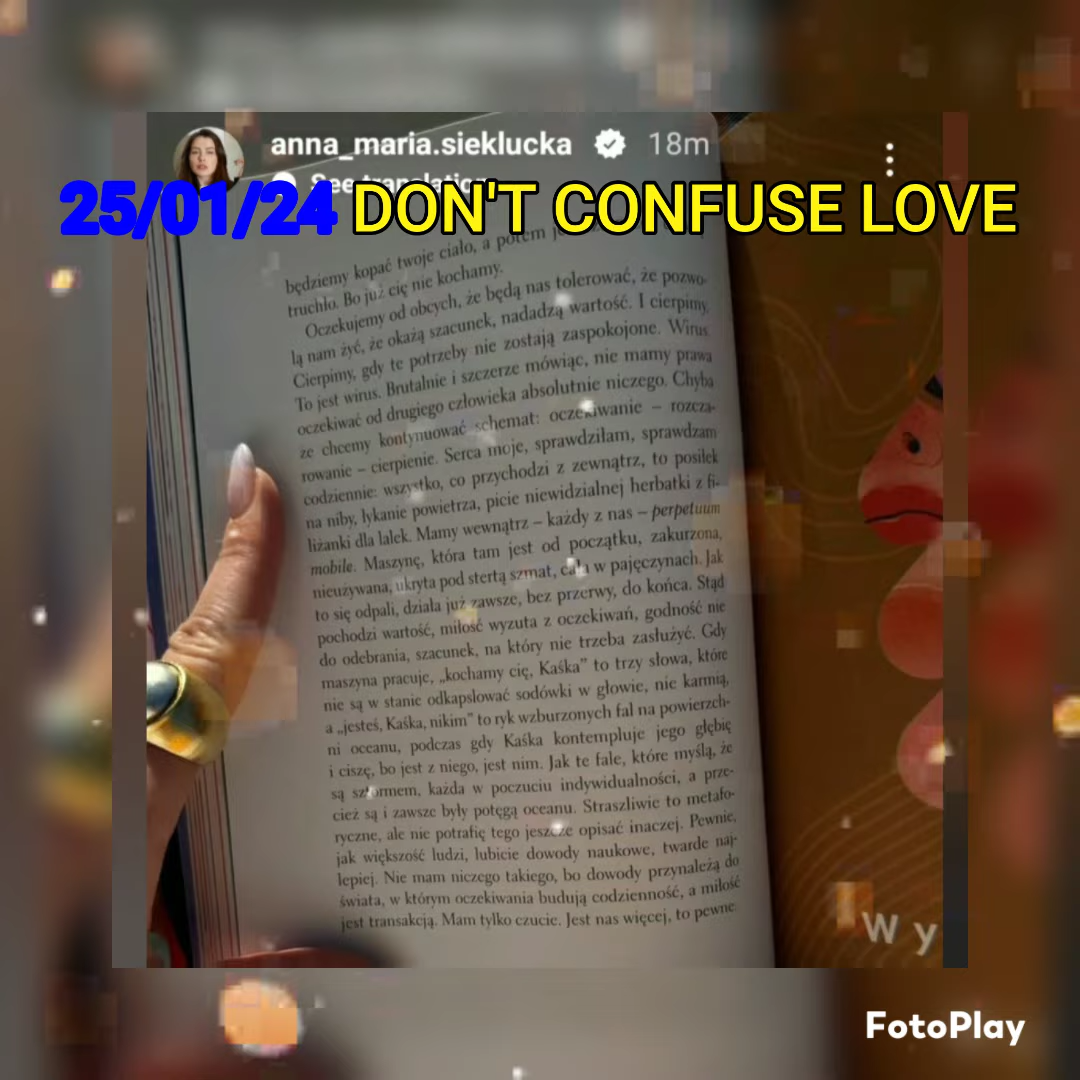 anna_maria.sieklucka 18m
See translation
25/01/24 DON'T CONFUSE LOVE
będziemy kopać twoje ciało, a potem
truchło. Bo już cię nie kochamy.
Oczekujemy od obcych, że będą nas tolerować, że pozwo-
lą nam żyć, że okażą szacunek, nadadzą wartość. I cierpimy.
Cierpimy, gdy te potrzeby nie zostają zaspokojone. Wirus.
To jest wirus. Brutalnie i szczerze mówiąc, nie mamy prawa
oczekiwać od drugiego człowieka absolutnie niczego. Chyba
że chcemy kontynuować schemat: oczekiwanie – rozcza-
rowanie – cierpienie. Serca moje, sprawdziłam, sprawdzam
codziennie: wszystko, co przychodzi z zewnątrz, to posiłek
na niby, łykanie powietrza, picie niewidzialnej herbatki z fi-
liżanki dla lalek. Mamy wewnątrz – każdy z nas – perpetuum
mobile. Maszynę, która tam jest od początku, zakurzona,
nieużywana, ukryta pod stertą szmat, cała w pajęczynach. Jak
to się odpali, działa już zawsze, bez przerwy, do końca. Stąd
pochodzi wartość, miłość wyzuta z oczekiwań, godność nie
do odebrania, szacunek, na który nie trzeba zasłużyć. Gdy
maszyna pracuje, „kochamy cię, Kaśka” to trzy słowa, które
nie są w stanie odkapslować sodówki w głowie, nie karmią,
a „jesteś, Kaśka, nikim” to ryk wzburzonych fal na powierzch-
ni oceanu, podczas gdy Kaśka kontempluje jego głębię
i ciszę, bo jest z niego, jest nim. Jak te fale, które myślą, że
są sztormem, każda w poczuciu indywidualności, a prze-
cież są i zawsze były potęgą oceanu. Straszliwie to metafo-
ryczne, ale nie potrafię tego jeszcze opisać inaczej. Pewnie,
jak większość ludzi, lubicie dowody naukowe, twarde naj-
lepiej. Nie mam niczego takiego, bo dowody przynależą do
świata, w którym oczekiwania budują codzienność, a miłość
jest transakcją. Mam tylko czucie. Jest nas więcej, to pewne.
Wy
FotoPlay